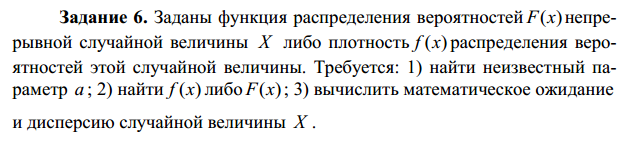 Задание 6. Заданы функция распределения вероятностей F(x) непре-
рывной случайной величины X либо плотность f(x) распределения веро-
ятностей этой случайной величины. Требуется: 1) найти неизвестный па-
раметр a; 2) найти f(x) либо F(x); 3) вычислить математическое ожидание
и дисперсию случайной величины X .